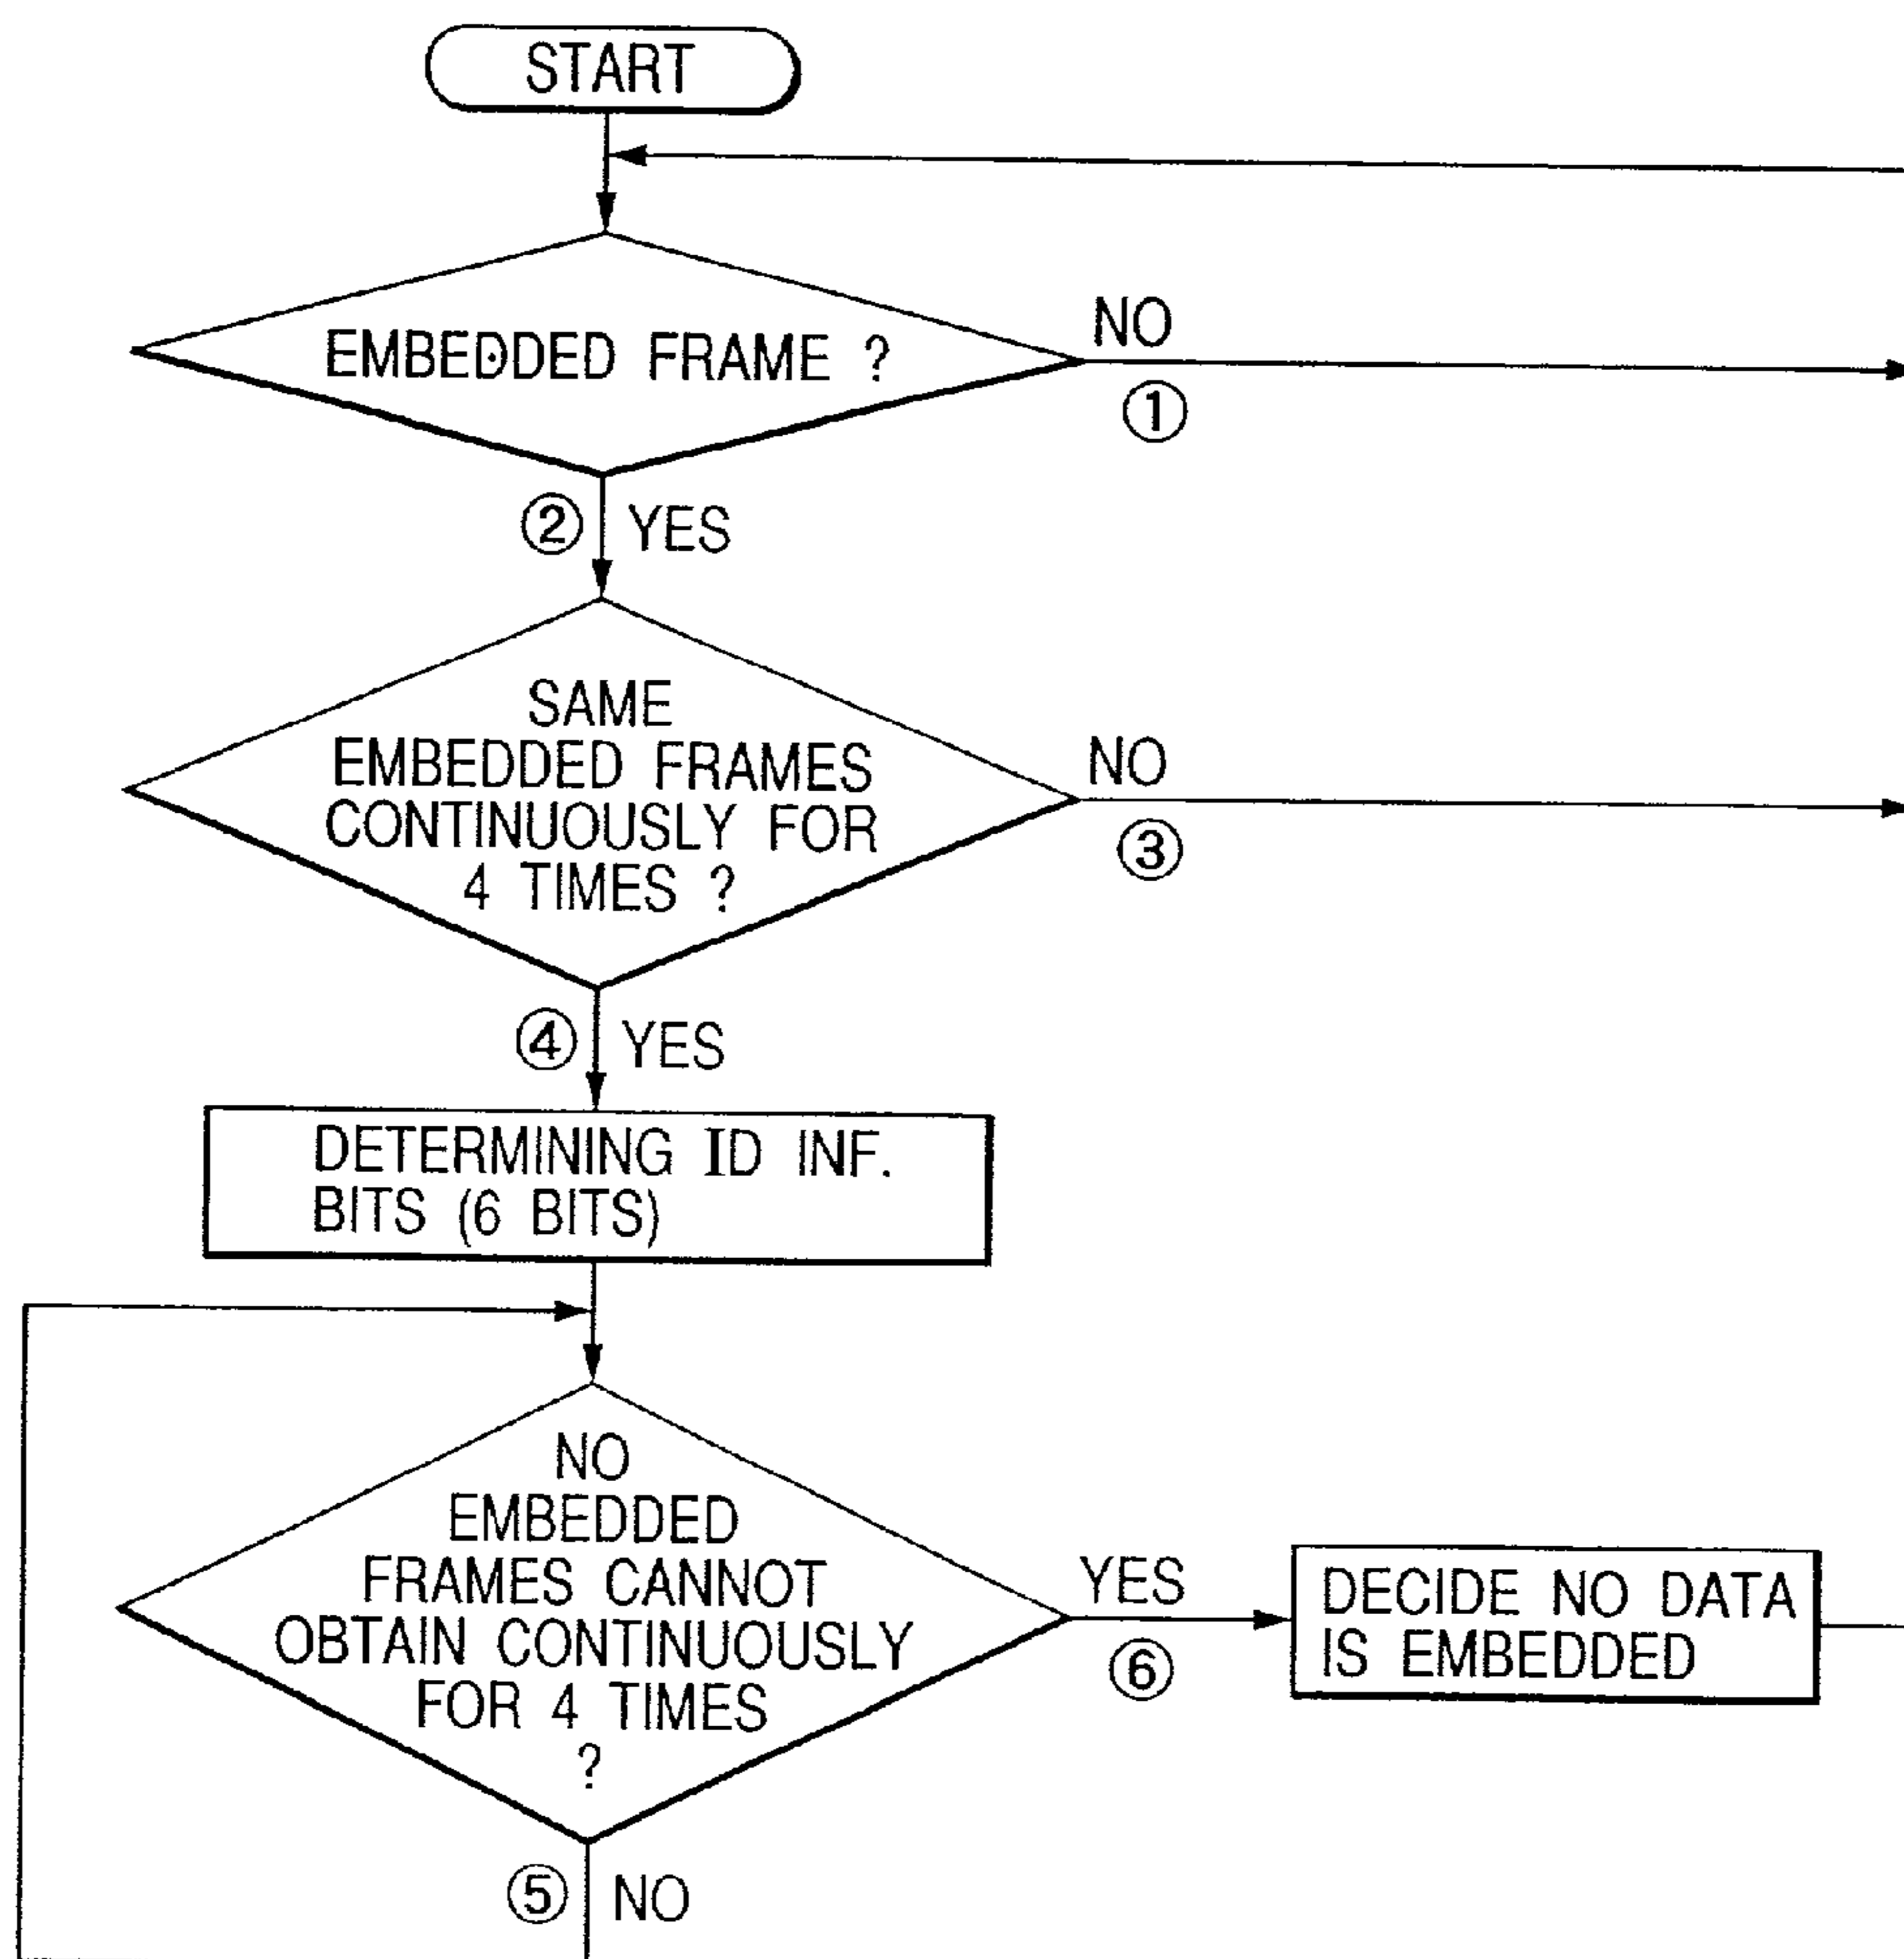 START
EMBEDDED FRAME ?
NO
①
②
YES
SAME
EMBEDDED FRAMES
CONTINUOUSLY FOR
4 TIMES ?
NO
③
④
YES
DETERMINING ID INF.
BITS (6 BITS)
NO
EMBEDDED
FRAMES CANNOT
OBTAIN CONTINUOUSLY
FOR 4 TIMES
?
YES
⑥
DECIDE NO DATA
IS EMBEDDED
⑤
NO